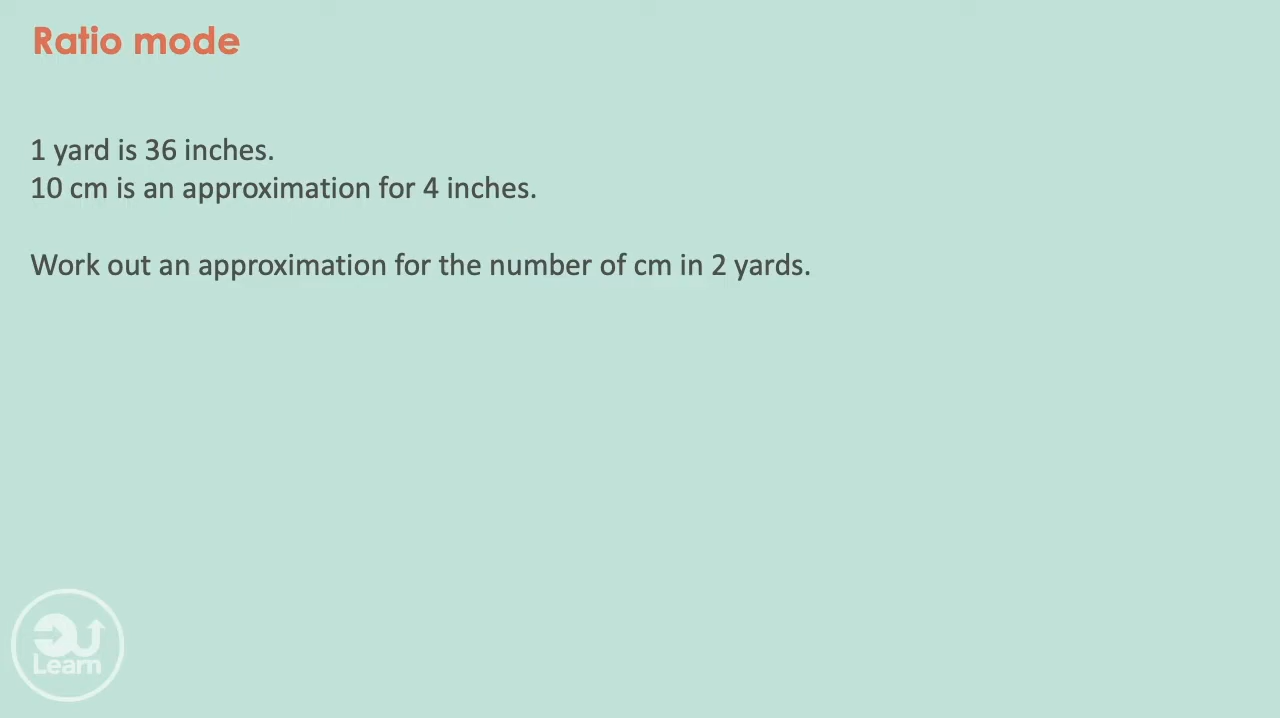 Ratio mode
1 yard is 36 inches.
10 cm is an approximation for 4 inches.
Work out an approximation for the number of cm in 2 yards.
Learn